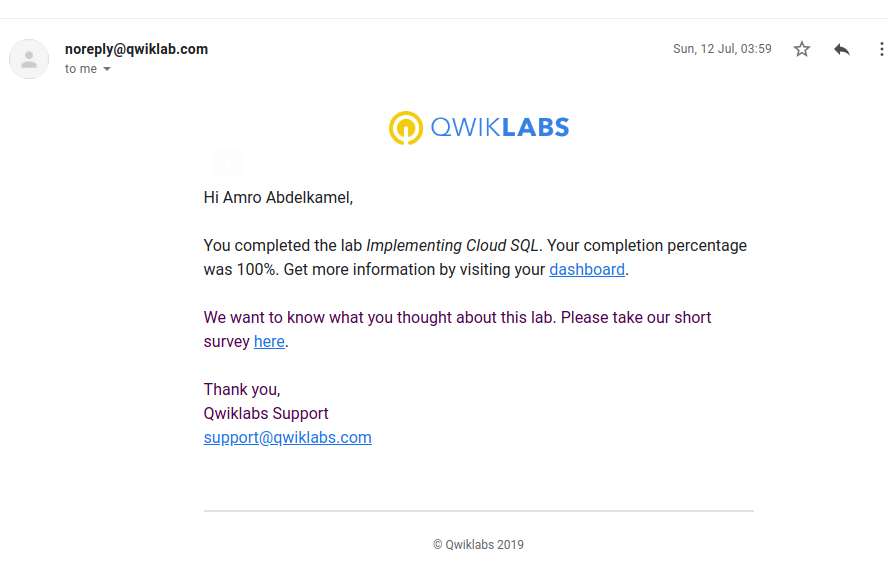 noreply@qwiklab.com
Sun, 12 Jul, 03:59
to me
QWIKLABS
Hi Amro Abdelkamel,
You completed the lab Implementing Cloud SQL. Your completion percentage
was 100%. Get more information by visiting your dashboard.
We want to know what you thought about this lab. Please take our short
survey here.
Thank you,
Qwiklabs Support
support@qwiklabs.com
© Qwiklabs 2019